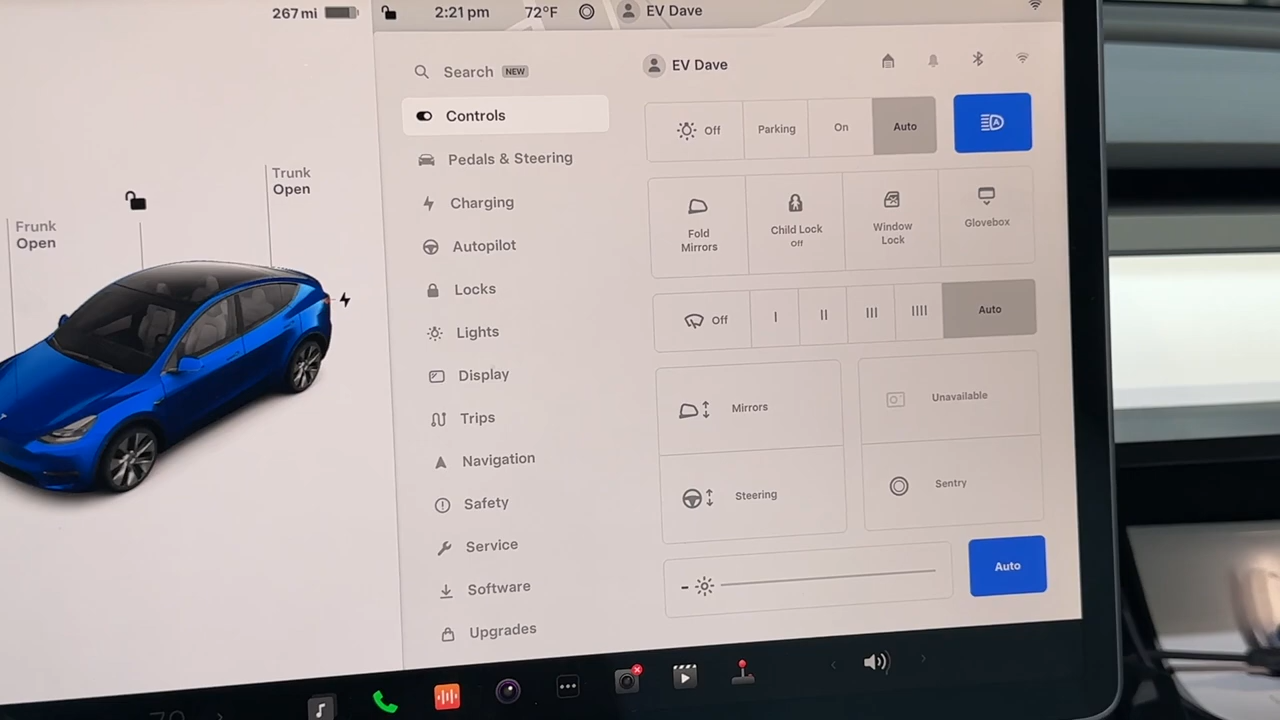 267 mi
2:21 pm
72°F
EV Dave
Search NEW
EV Dave
Controls
Off
Parking
On
Auto
Pedals & Steering
Charging
Autopilot
Locks
Lights
Display
Trips
Navigation
Safety
Service
Software
Upgrades
Fold
Mirrors
Child Lock
Off
Window
Lock
Glovebox
Off
I
II
III
IIII
Auto
Mirrors
Unavailable
Steering
Sentry
Auto
Trunk
Open
Frunk
Open